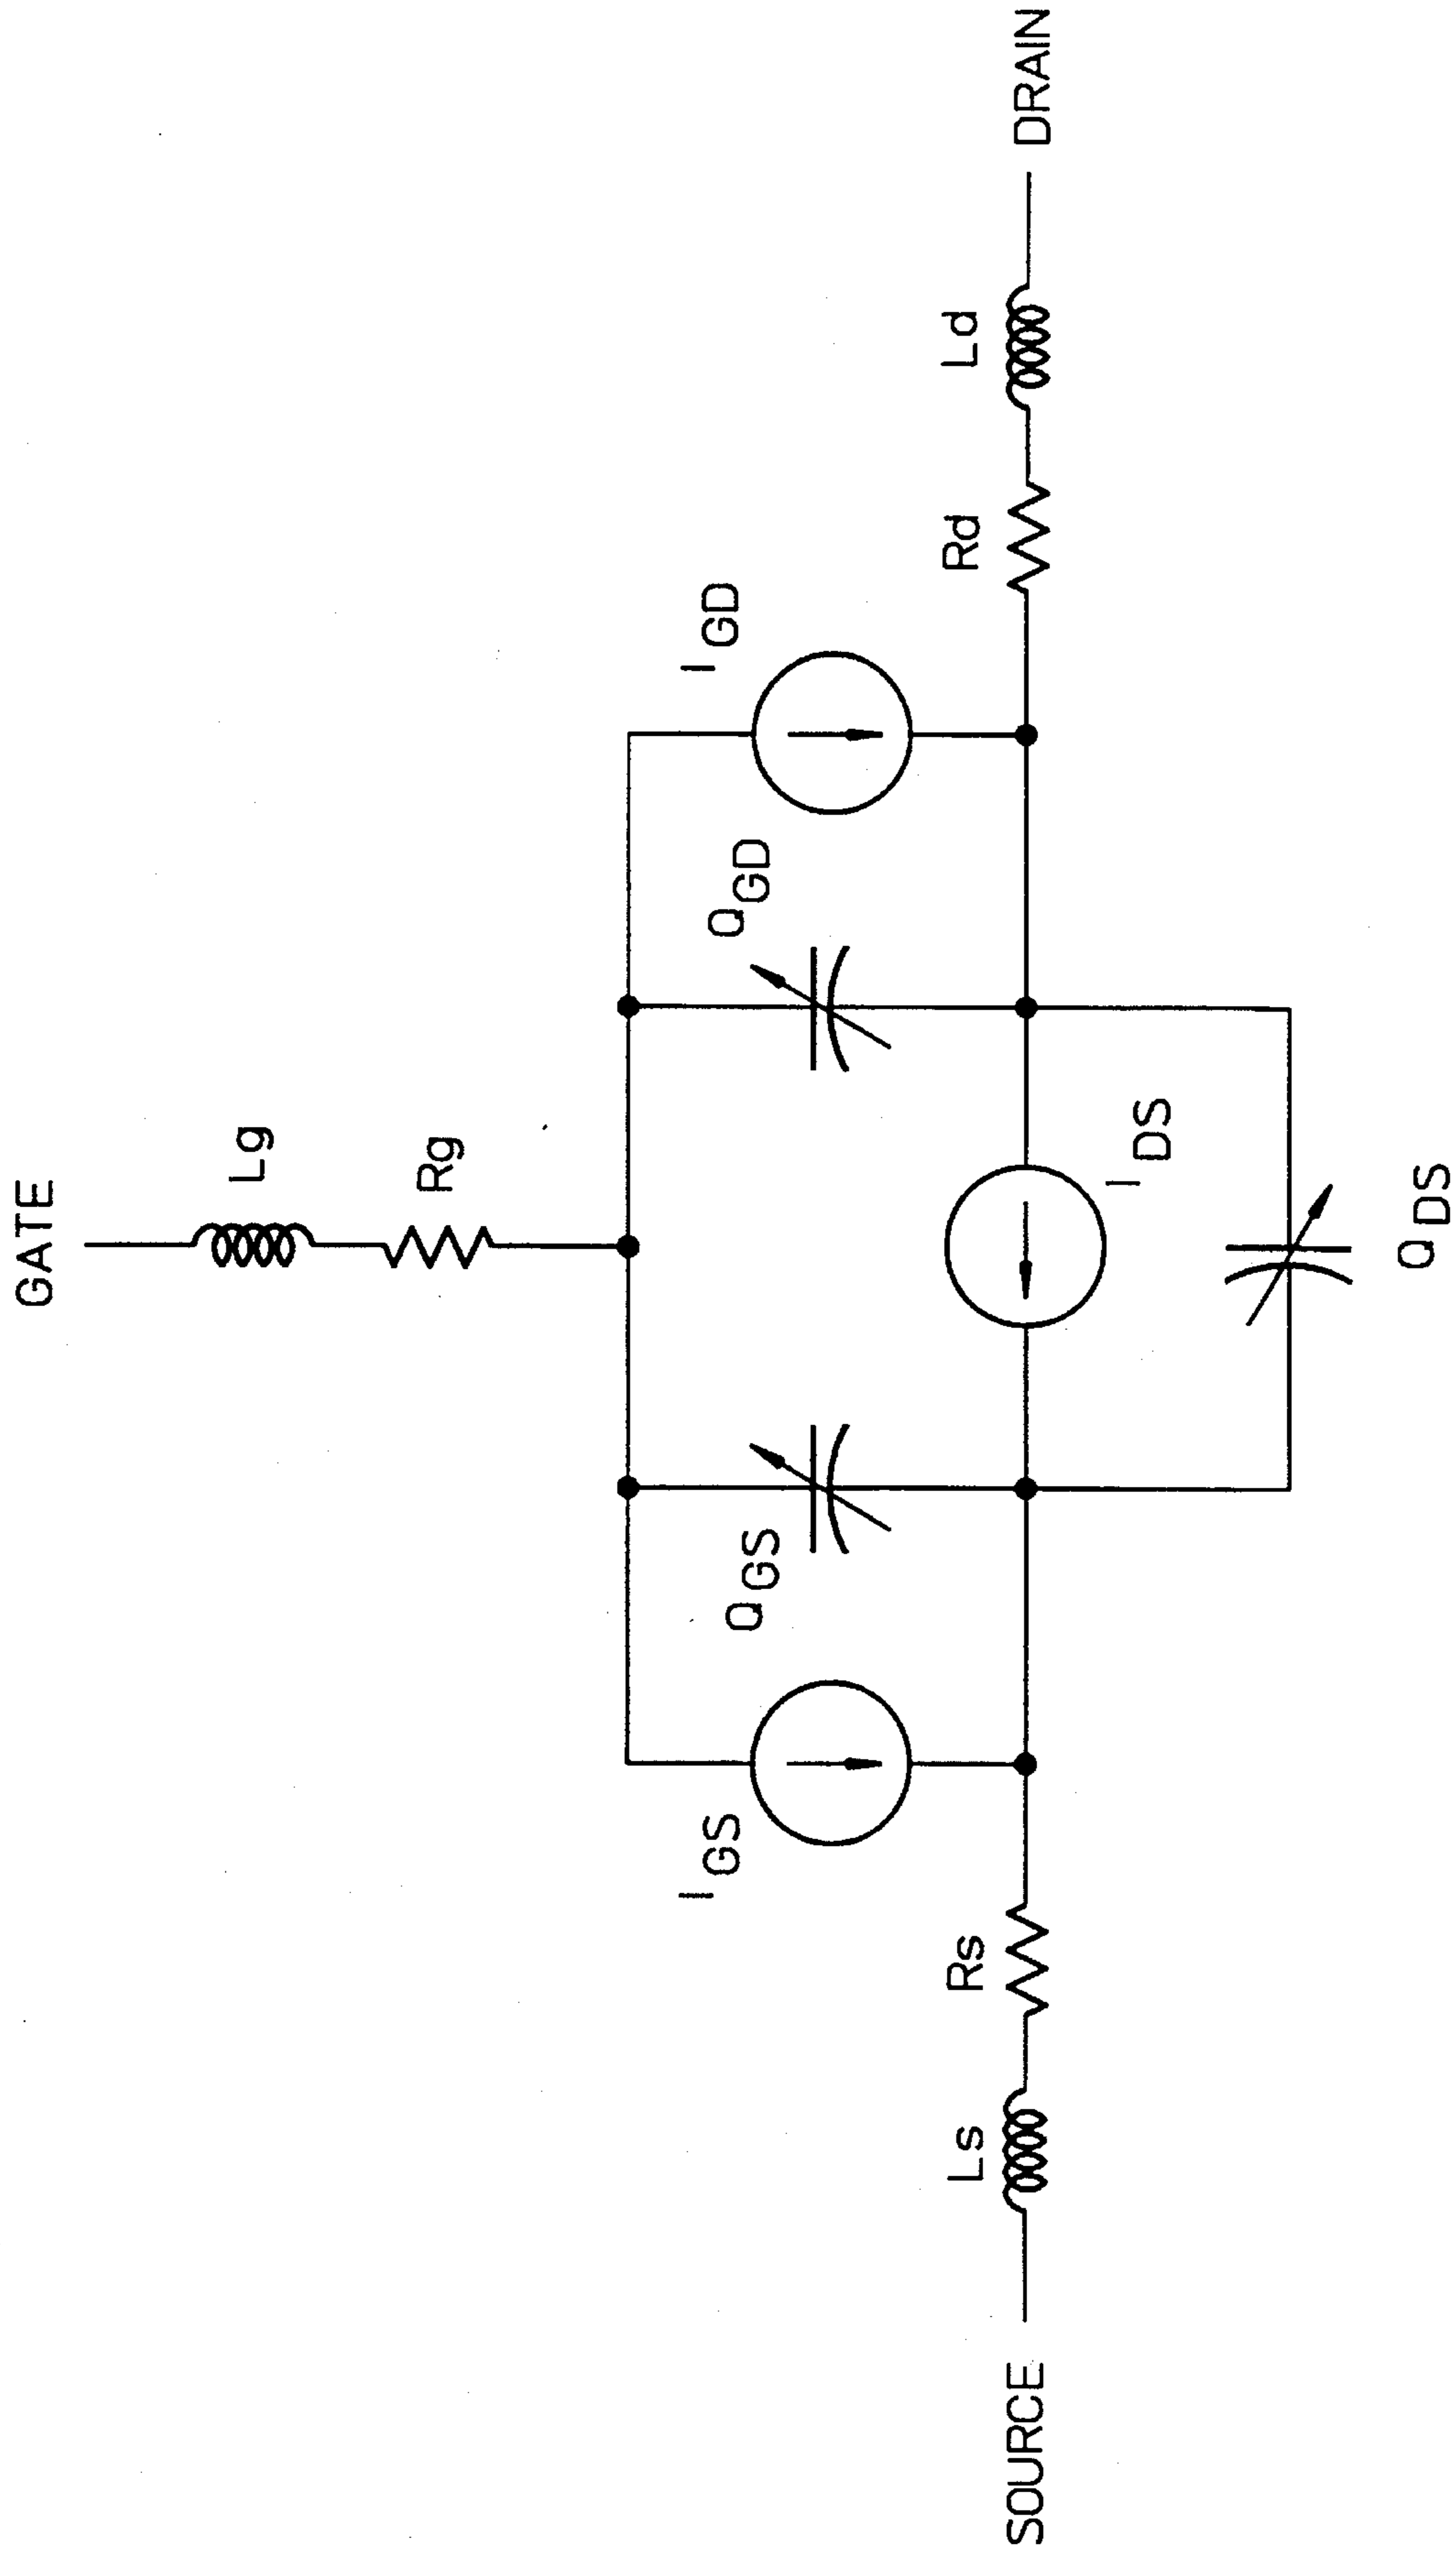 GATE
Lg
Rg
I GS
Q GS
Q GD
I GD
SOURCE
Ls
Rs
I DS
Rd
Ld
DRAIN
Q DS